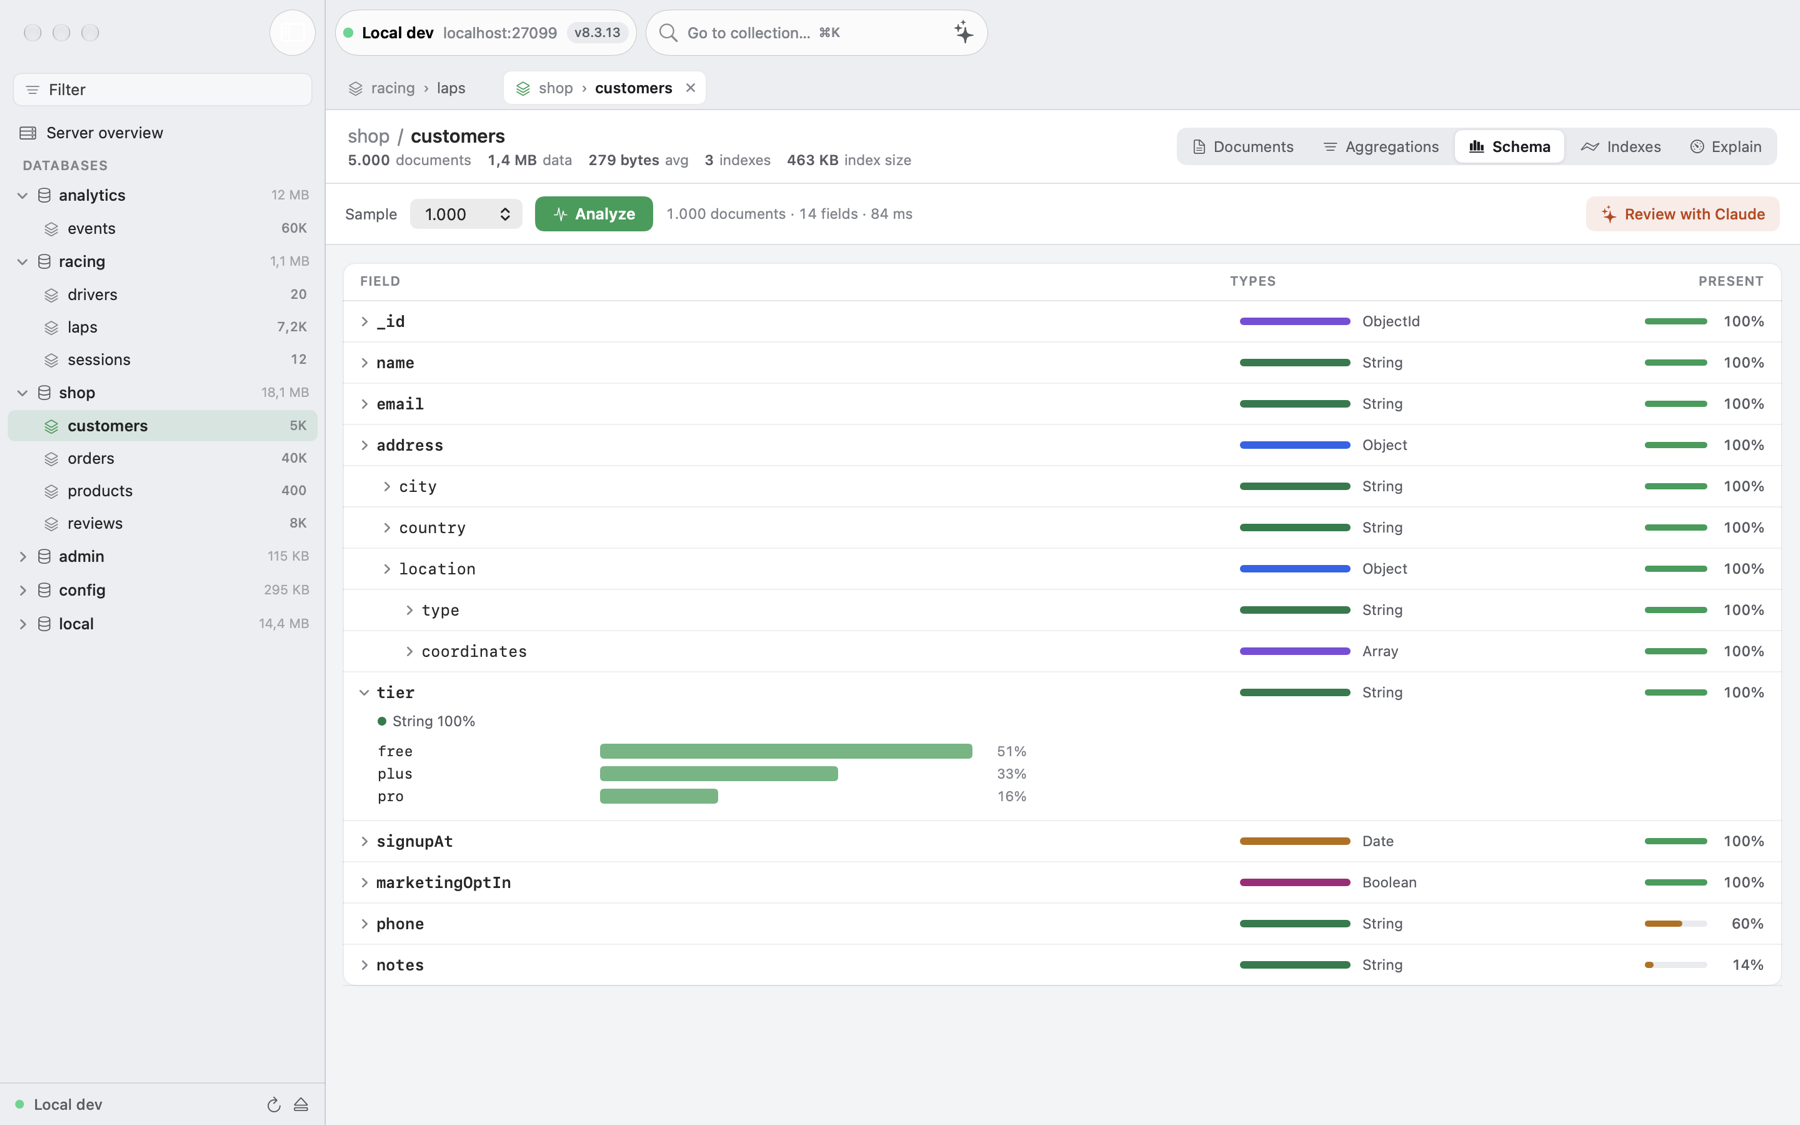 Local dev localhost:27099 v8.3.13
Go to collection... ⌘K
Filter
racing › laps
shop › customers
Server overview
DATABASES
analytics 12 MB
events 60K
racing 1,1 MB
drivers 20
laps 7,2K
sessions 12
shop 18,1 MB
customers 5K
orders 40K
products 400
reviews 8K
admin 115 KB
config 295 KB
local 14,4 MB
Local dev
shop / customers
5.000 documents 1,4 MB data 279 bytes avg 3 indexes 463 KB index size
Documents Aggregations Schema Indexes Explain
Sample 1.000 Analyze 1.000 documents · 14 fields · 84 ms
Review with Claude
FIELD TYPES PRESENT
_id ObjectId 100%
name String 100%
email String 100%
address Object 100%
city String 100%
country String 100%
location Object 100%
type String 100%
coordinates Array 100%
tier String 100%
String 100%
free 51%
plus 33%
pro 16%
signupAt Date 100%
marketingOptIn Boolean 100%
phone String 60%
notes String 14%